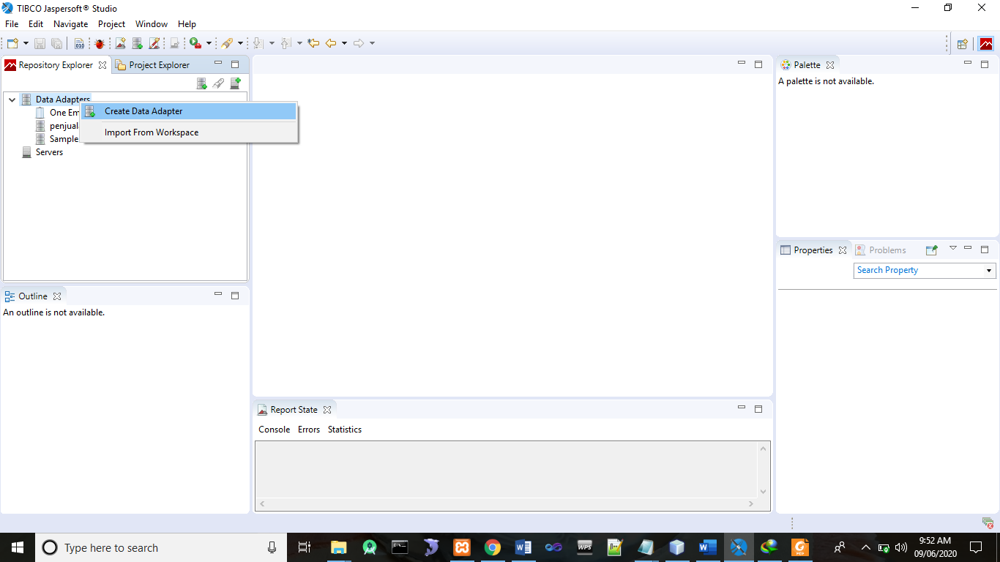 TIBCO Jaspersoft® Studio
File Edit Navigate Project Window Help
Repository Explorer Project Explorer
Data Adapters
One Em
penjual
Sample
Servers
Create Data Adapter
Import From Workspace
Outline
An outline is not available.
Report State
Console Errors Statistics
Palette
A palette is not available.
Properties Problems
Search Property
Type here to search
WPS
9:52 AM
09/06/2020